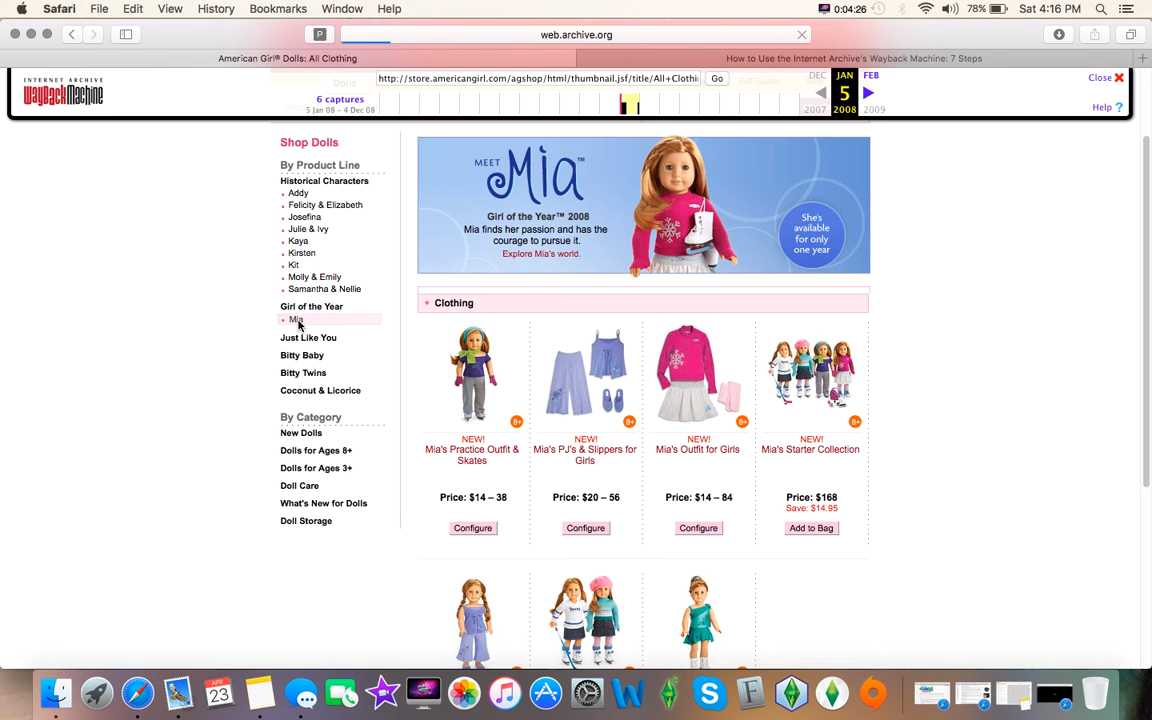 Safari File Edit View History Bookmarks Window Help
0:04:26 78% Sat 4:16 PM
P web.archive.org
American Girl® Dolls: All Clothing
How to Use the Internet Archive's Wayback Machine: 7 Steps
INTERNET ARCHIVE
WayBackMachine
http://store.americangirl.com/agshop/html/thumbnail.jsf/title/All+Clothi Go
DEC JAN FEB
Close
6 captures
5 Jan 08 – 4 Dec 08
5
2007 2008 2009
Help ?
Shop Dolls
By Product Line
Historical Characters
Addy
Felicity & Elizabeth
Josefina
Julie & Ivy
Kaya
Kirsten
Kit
Molly & Emily
Samantha & Nellie
Girl of the Year
Mia
Just Like You
Bitty Baby
Bitty Twins
Coconut & Licorice
By Category
New Dolls
Dolls for Ages 8+
Dolls for Ages 3+
Doll Care
What's New for Dolls
Doll Storage
MEET
Mia™
Girl of the Year™ 2008
Mia finds her passion and has the
courage to pursue it.
Explore Mia's world.
She's
available
for only
one year
Clothing
8+ 8+ 8+ 8+
NEW! NEW! NEW! NEW!
Mia's Practice Outfit &
Skates
Mia's PJ's & Slippers for
Girls
Mia's Outfit for Girls
Mia's Starter Collection
Price: $14 – 38
Price: $20 – 56
Price: $14 – 84
Price: $168
Save: $14.95
Configure Configure Configure Add to Bag
APR
23